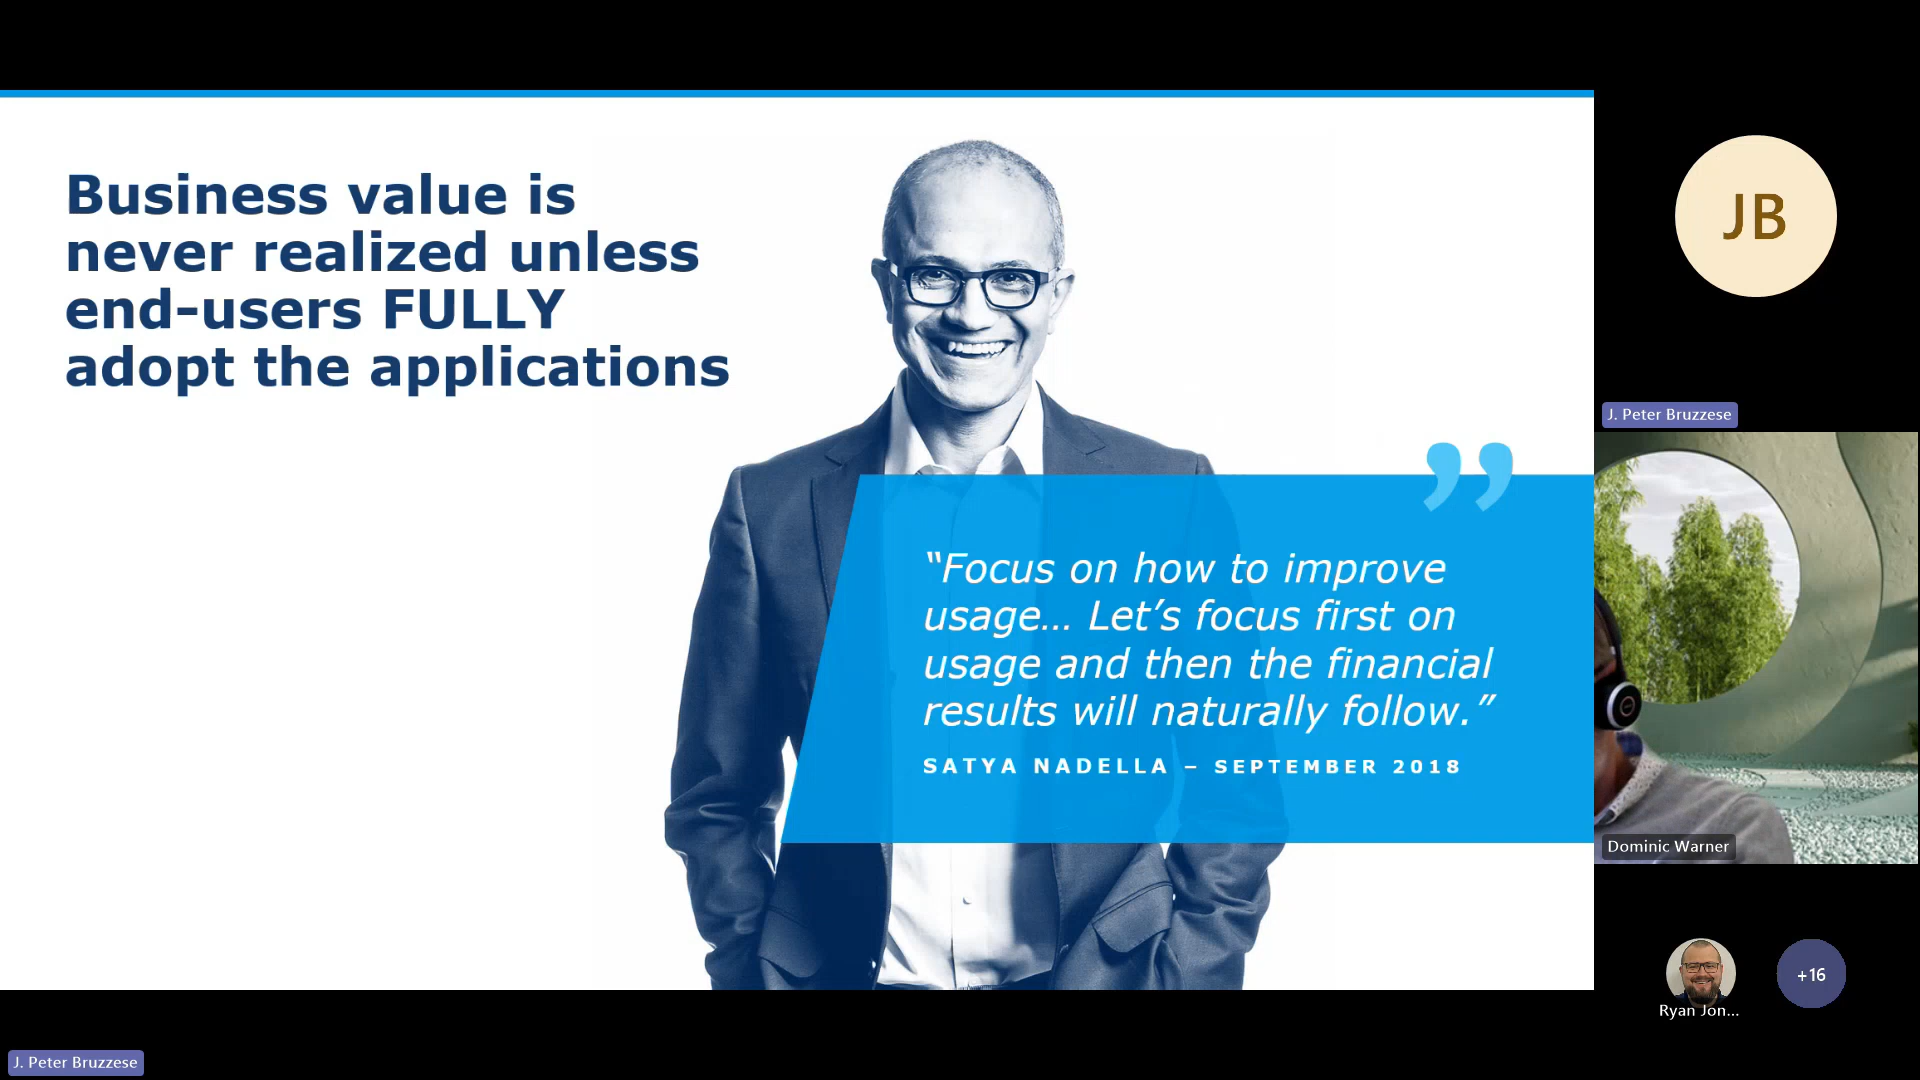 Business value is
never realized unless
end-users FULLY
adopt the applications
”
“Focus on how to improve
usage… Let’s focus first on
usage and then the financial
results will naturally follow.”
SATYA NADELLA – SEPTEMBER 2018
JB
J. Peter Bruzzese
Dominic Warner
Ryan Jon...
+16
J. Peter Bruzzese